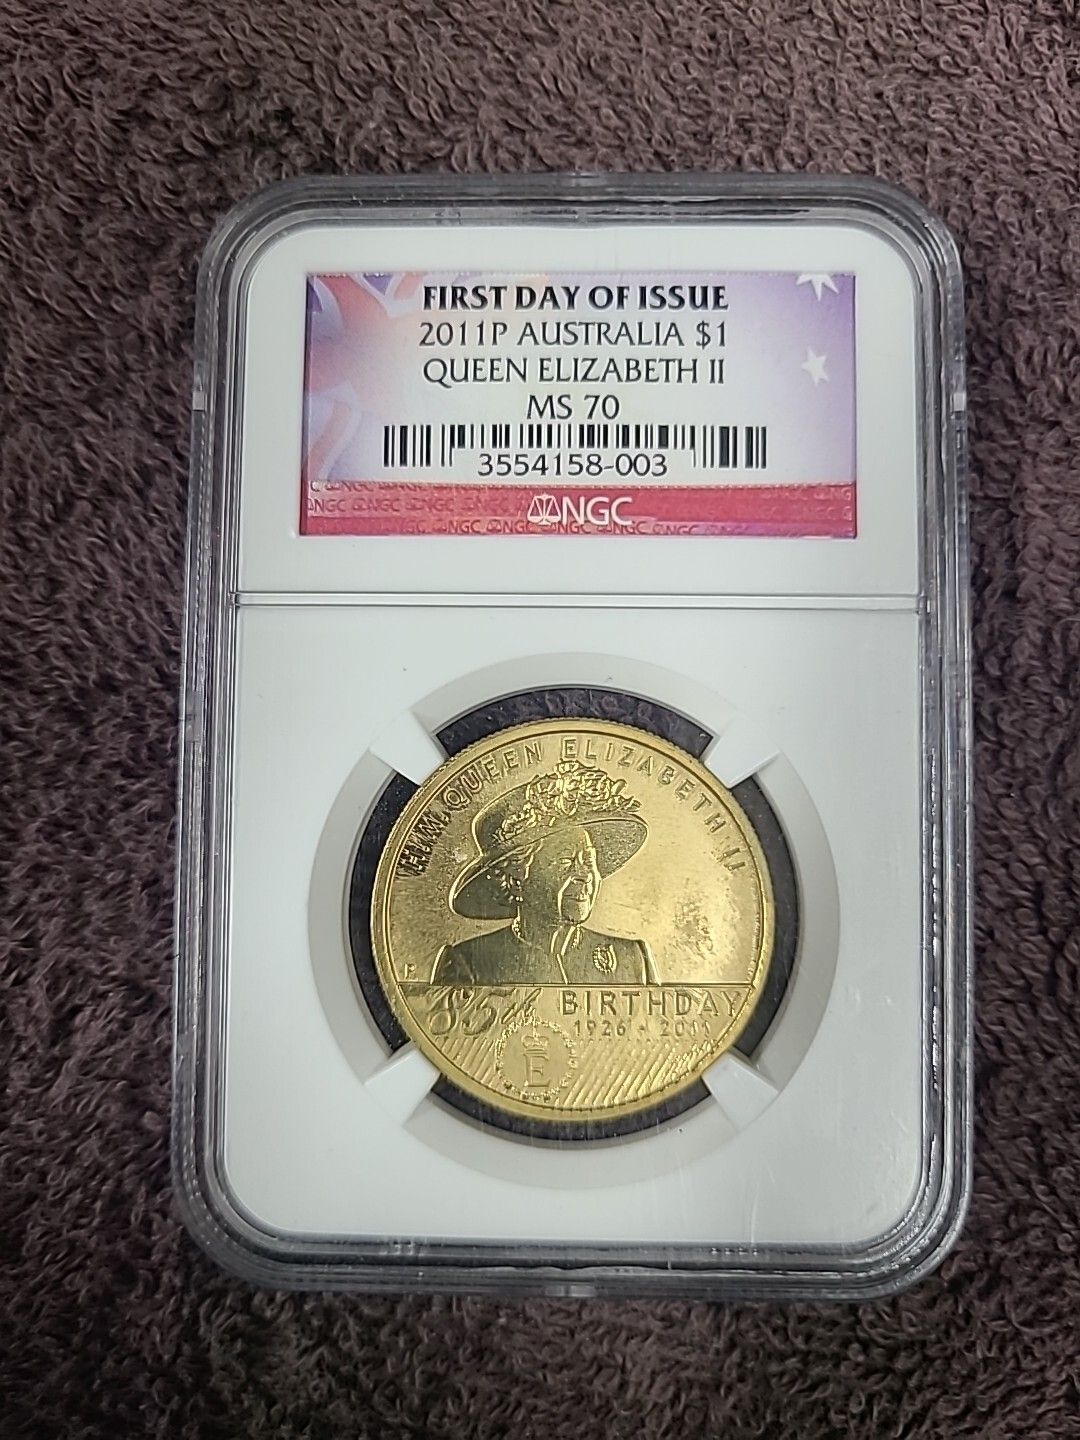 FIRST DAY OF ISSUE
2011P AUSTRALIA $1
QUEEN ELIZABETH II
MS 70
3554158-003
NGC
H.M. QUEEN ELIZABETH II
P
85th BIRTHDAY
1926 - 2011
E